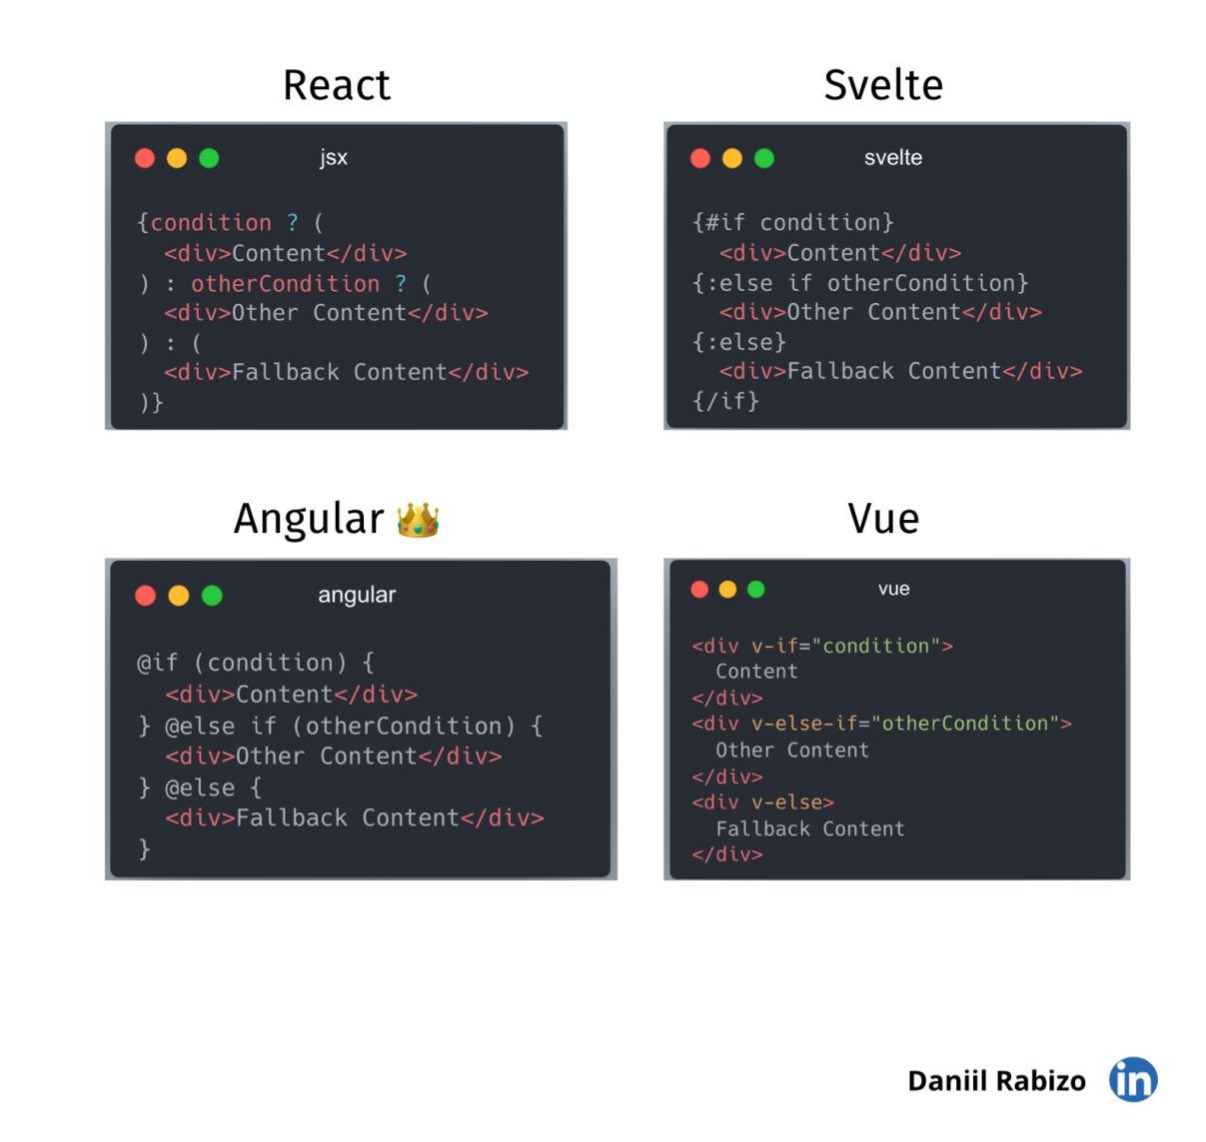 React
jsx
{condition ? (
  <div>Content</div>
) : otherCondition ? (
  <div>Other Content</div>
) : (
  <div>Fallback Content</div>
)}
Svelte
svelte
{#if condition}
  <div>Content</div>
{:else if otherCondition}
  <div>Other Content</div>
{:else}
  <div>Fallback Content</div>
{/if}
Angular 👑
angular
@if (condition) {
  <div>Content</div>
} @else if (otherCondition) {
  <div>Other Content</div>
} @else {
  <div>Fallback Content</div>
}
Vue
vue
<div v-if="condition">
  Content
</div>
<div v-else-if="otherCondition">
  Other Content
</div>
<div v-else>
  Fallback Content
</div>
Daniil Rabizo
in